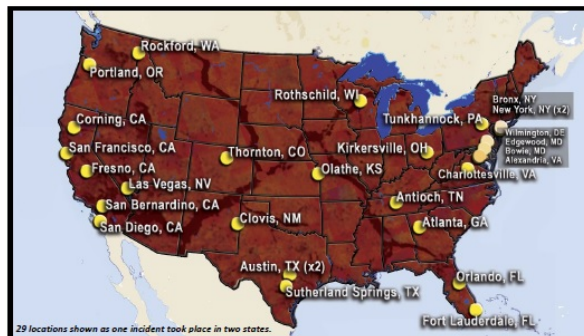 Rockford, WA
Portland, OR
Rothschild, WI
Bronx, NY
New York, NY (x2)
Tunkhannock, PA
Corning, CA
Wilmington, DE
Edgewood, MD
Bowie, MD
Alexandria, VA
San Francisco, CA
Thornton, CO
Kirkersville, OH
Fresno, CA
Olathe, KS
Charlottesville, VA
Las Vegas, NV
San Bernardino, CA
Antioch, TN
San Diego, CA
Clovis, NM
Atlanta, GA
Austin, TX (x2)
Orlando, FL
Sutherland Springs, TX
Fort Lauderdale, FL
29 locations shown as one incident took place in two states.